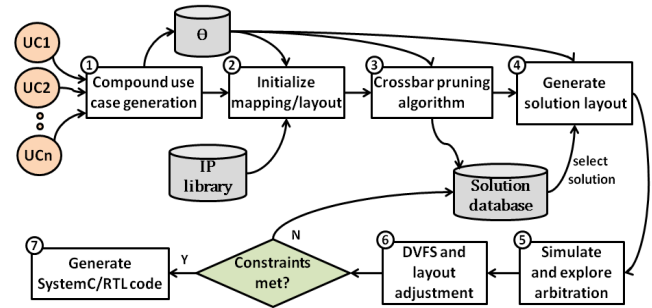 UC1
UC2
UCn
Θ
1
Compound use
case generation
2
Initialize
mapping/layout
3
Crossbar pruning
algorithm
4
Generate
solution layout
IP
library
Solution
database
select
solution
7
Generate
SystemC/RTL code
Y
Constraints
met?
N
6
DVFS and
layout
adjustment
5
Simulate
and explore
arbitration